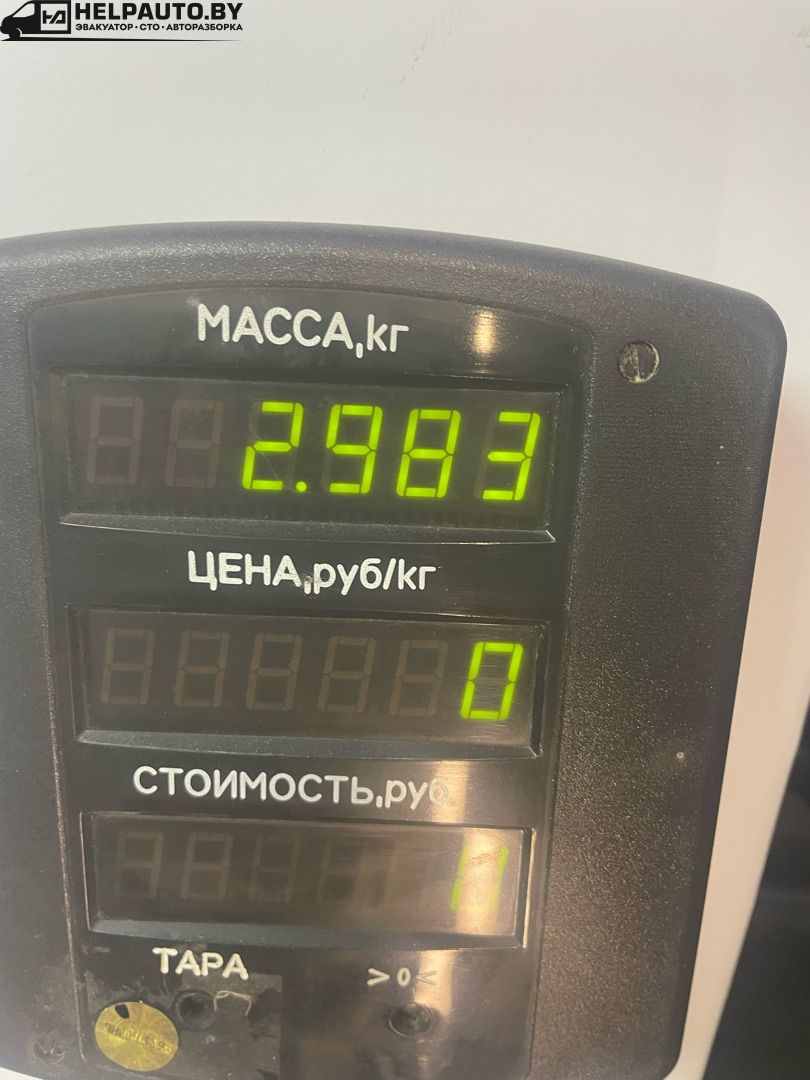 HELPAUTO.BY
ЭВАКУАТОР • СТО • АВТОРАЗБОРКА
МАССА,кг
2.983
ЦЕНА,руб/кг
0
СТОИМОСТЬ,руб
ТАРА
>0<